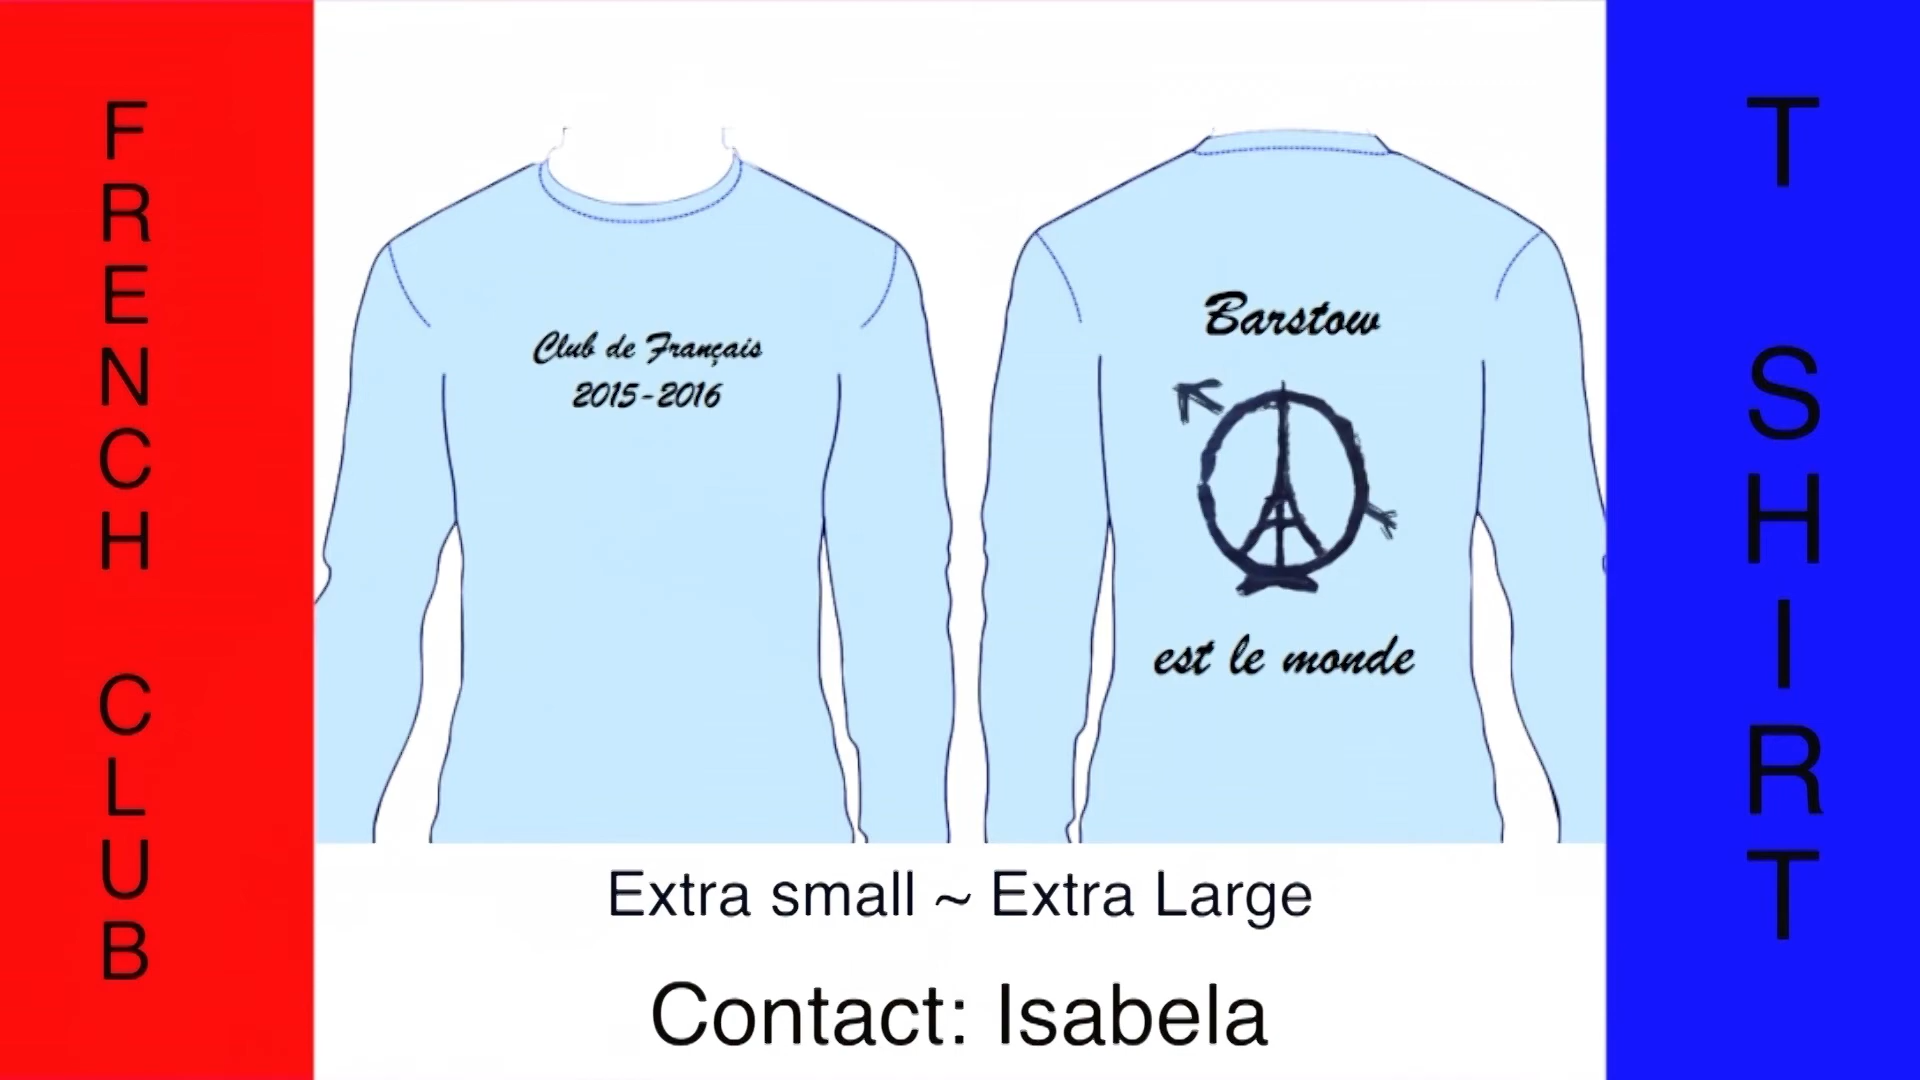 FRENCH CLUB
Club de Français
2015-2016
Barstow
est le monde
T SHIRT
Extra small ~ Extra Large
Contact: Isabela